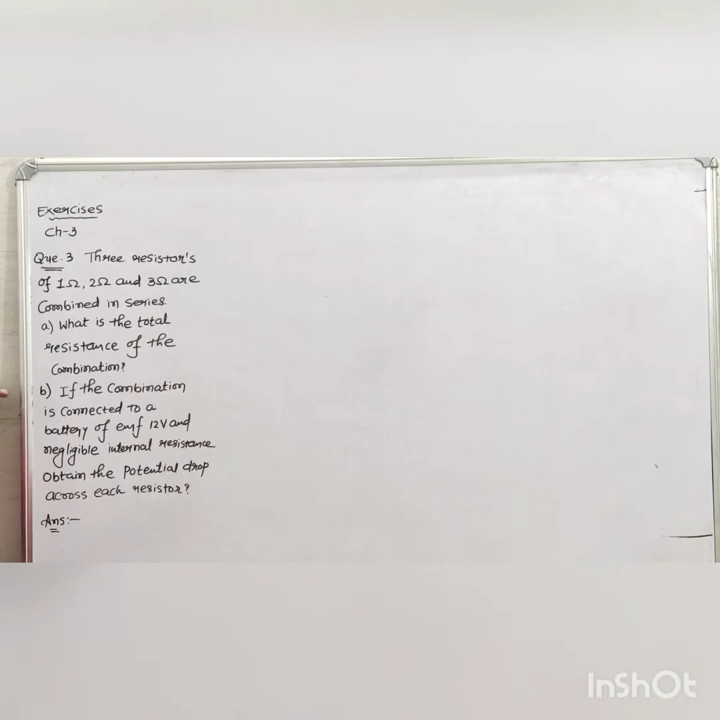 Exercises
Ch-3
Que.3 Three resistor's
of 1Ω, 2Ω and 3Ω are
Combined in series
a) What is the total
resistance of the
Combination?
b) If the Combination
is Connected to a
battery of emf 12V and
negligible internal resistance
Obtain the Potential drop
across each resistor?
Ans:-
InShOt